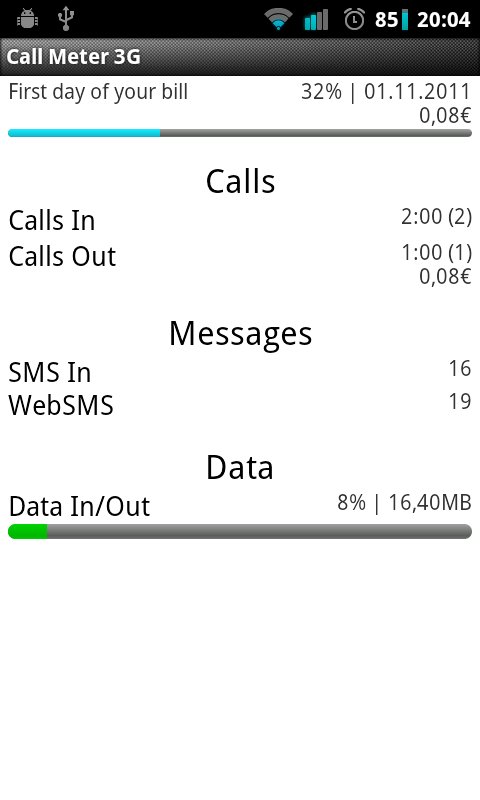 85 20:04
Call Meter 3G
First day of your bill 32% | 01.11.2011
0,08€
Calls
Calls In 2:00 (2)
Calls Out 1:00 (1)
0,08€
Messages
SMS In 16
WebSMS 19
Data
Data In/Out 8% | 16,40MB